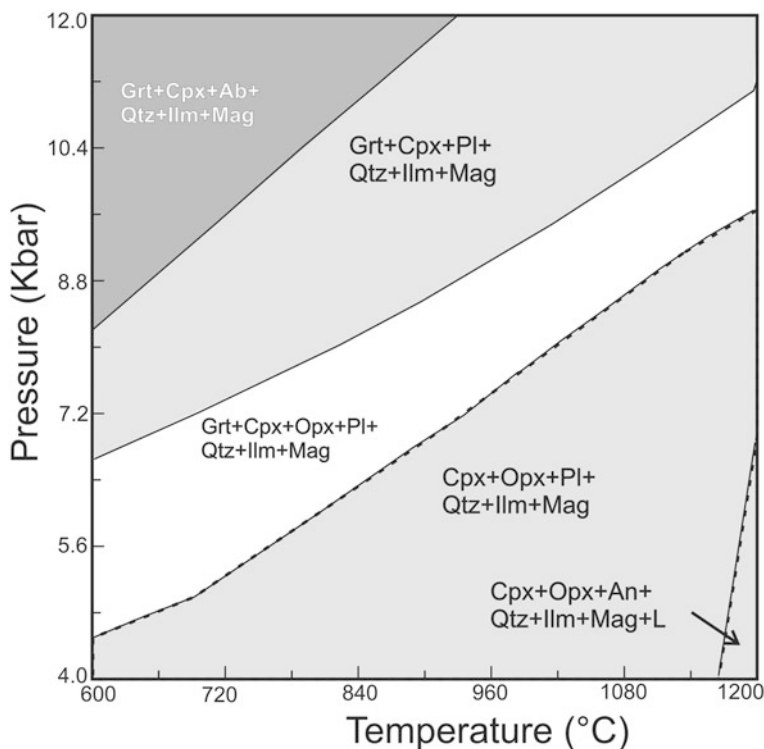 12.0
Grt+Cpx+Ab+
Qtz+Ilm+Mag
Grt+Cpx+Pl+
Qtz+Ilm+Mag
10.4
8.8
Pressure (Kbar)
7.2
Grt+Cpx+Opx+Pl+
Qtz+Ilm+Mag
Cpx+Opx+Pl+
Qtz+Ilm+Mag
5.6
Cpx+Opx+An+
Qtz+Ilm+Mag+L
4.0
600 720 840 960 1080 1200
Temperature (°C)